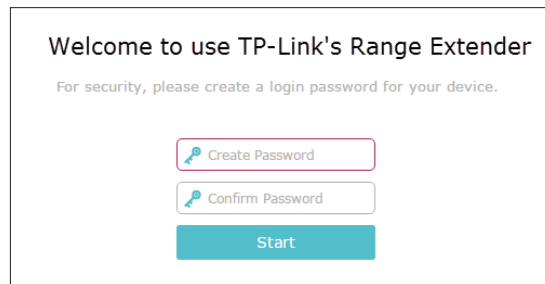 Welcome to use TP-Link's Range Extender
For security, please create a login password for your device.
Create Password
Confirm Password
Start